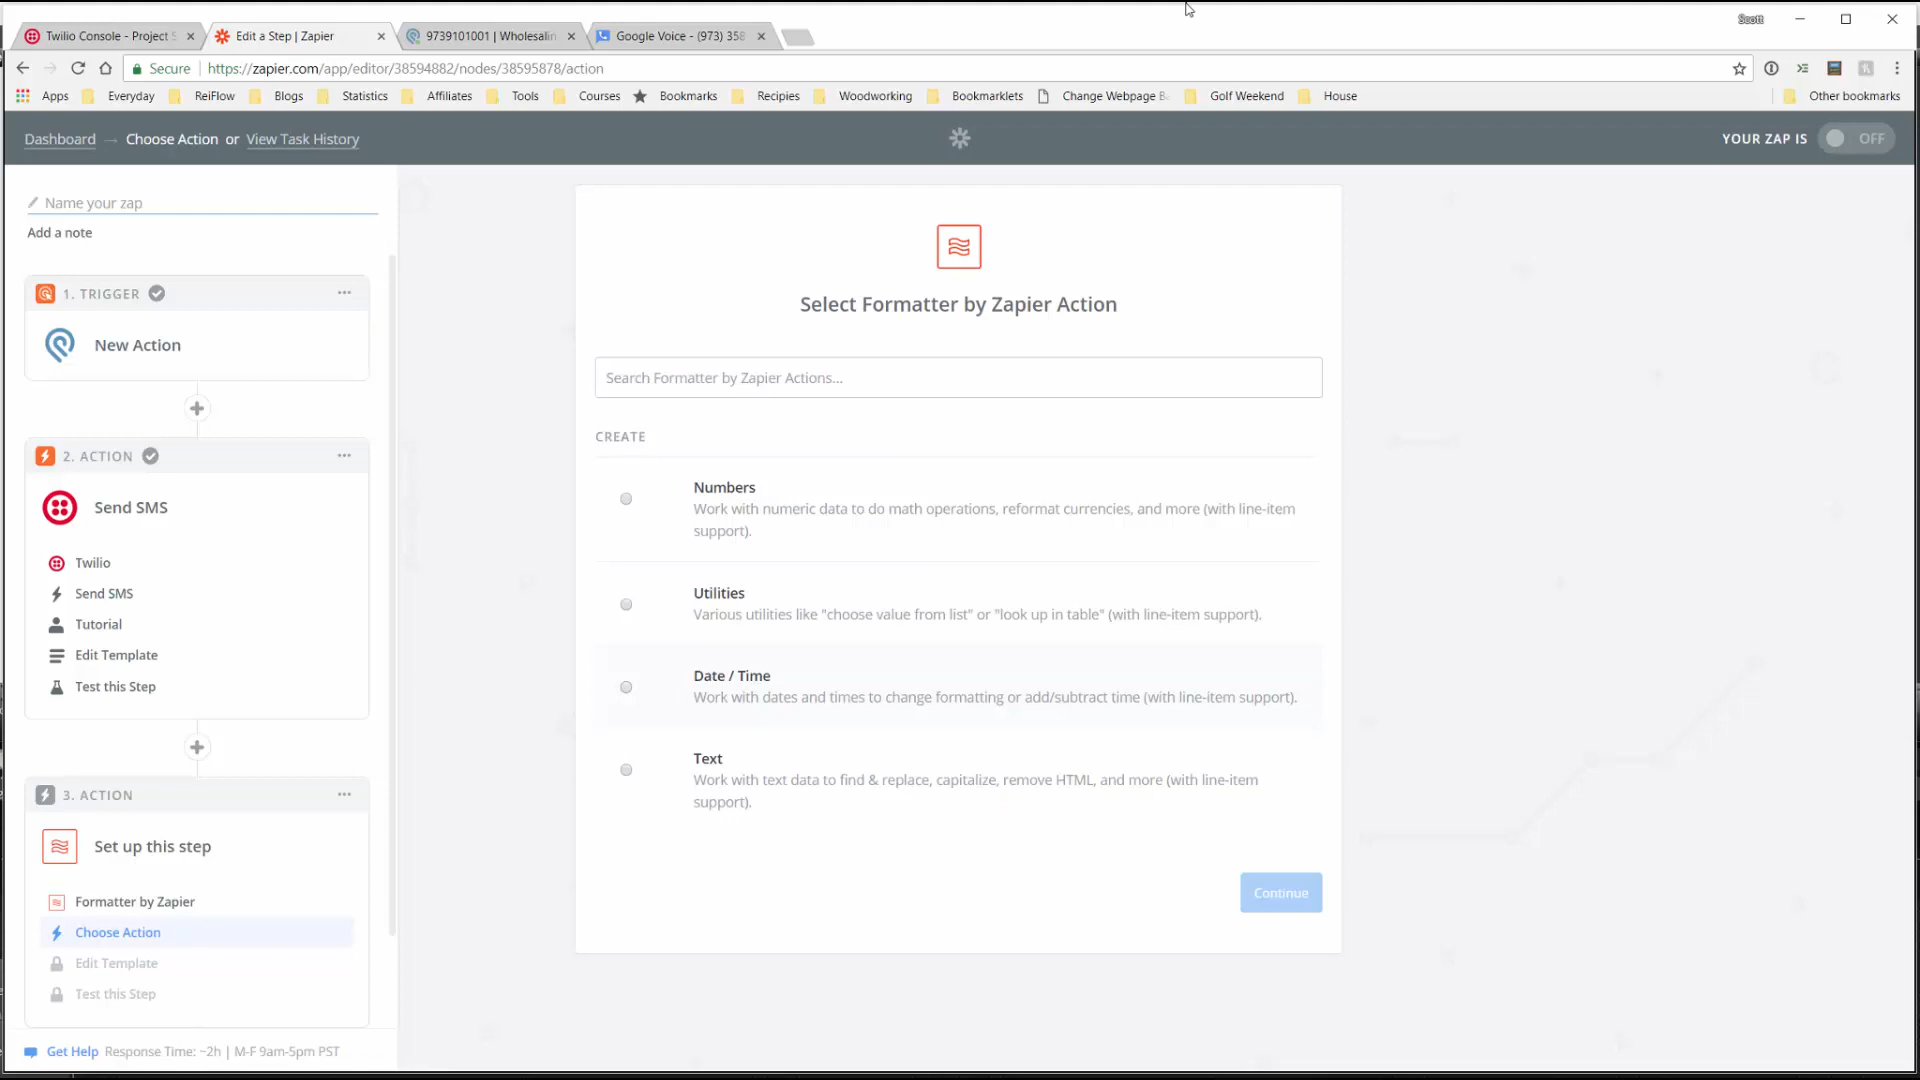 Scott
Twilio Console - Project S
Edit a Step | Zapier
9739101001 | Wholesalin
Google Voice - (973) 358
Secure
https://zapier.com/app/editor/38594882/nodes/38595878/action
Apps
Everyday
ReiFlow
Blogs
Statistics
Affiliates
Tools
Courses
Bookmarks
Recipies
Woodworking
Bookmarklets
Change Webpage B
Golf Weekend
House
Other bookmarks
Dashboard → Choose Action or View Task History
YOUR ZAP IS OFF
Name your zap
Add a note
1. TRIGGER
New Action
2. ACTION
Send SMS
Twilio
Send SMS
Tutorial
Edit Template
Test this Step
3. ACTION
Set up this step
Formatter by Zapier
Choose Action
Edit Template
Test this Step
Get Help Response Time: ~2h | M-F 9am-5pm PST
Select Formatter by Zapier Action
Search Formatter by Zapier Actions...
CREATE
Numbers
Work with numeric data to do math operations, reformat currencies, and more (with line-item
support).
Utilities
Various utilities like "choose value from list" or "look up in table" (with line-item support).
Date / Time
Work with dates and times to change formatting or add/subtract time (with line-item support).
Text
Work with text data to find & replace, capitalize, remove HTML, and more (with line-item
support).
Continue